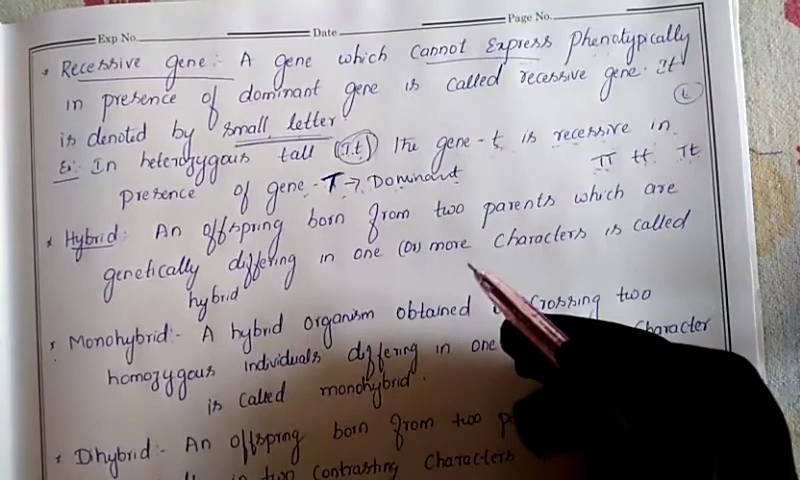 Exp No. Date Page No.
* Recessive gene:- A gene which cannot Express phenotypically
in presence of dominant gene is called recessive gene. It
is denoted by small letter t
Ex: In heterozygous tall (T.t) The gene - t is recessive in
Presence of gene - T → Dominant TT tt Tt
* Hybrid: An offspring born from two parents which are
genetically differing in one (or) more characters is called
hybrid
* Monohybrid:- A hybrid organism obtained crossing two
homozygous individuals differing in one character
is called monohybrid.
* Dihybrid:- An offspring born from two
in two contrasting characters